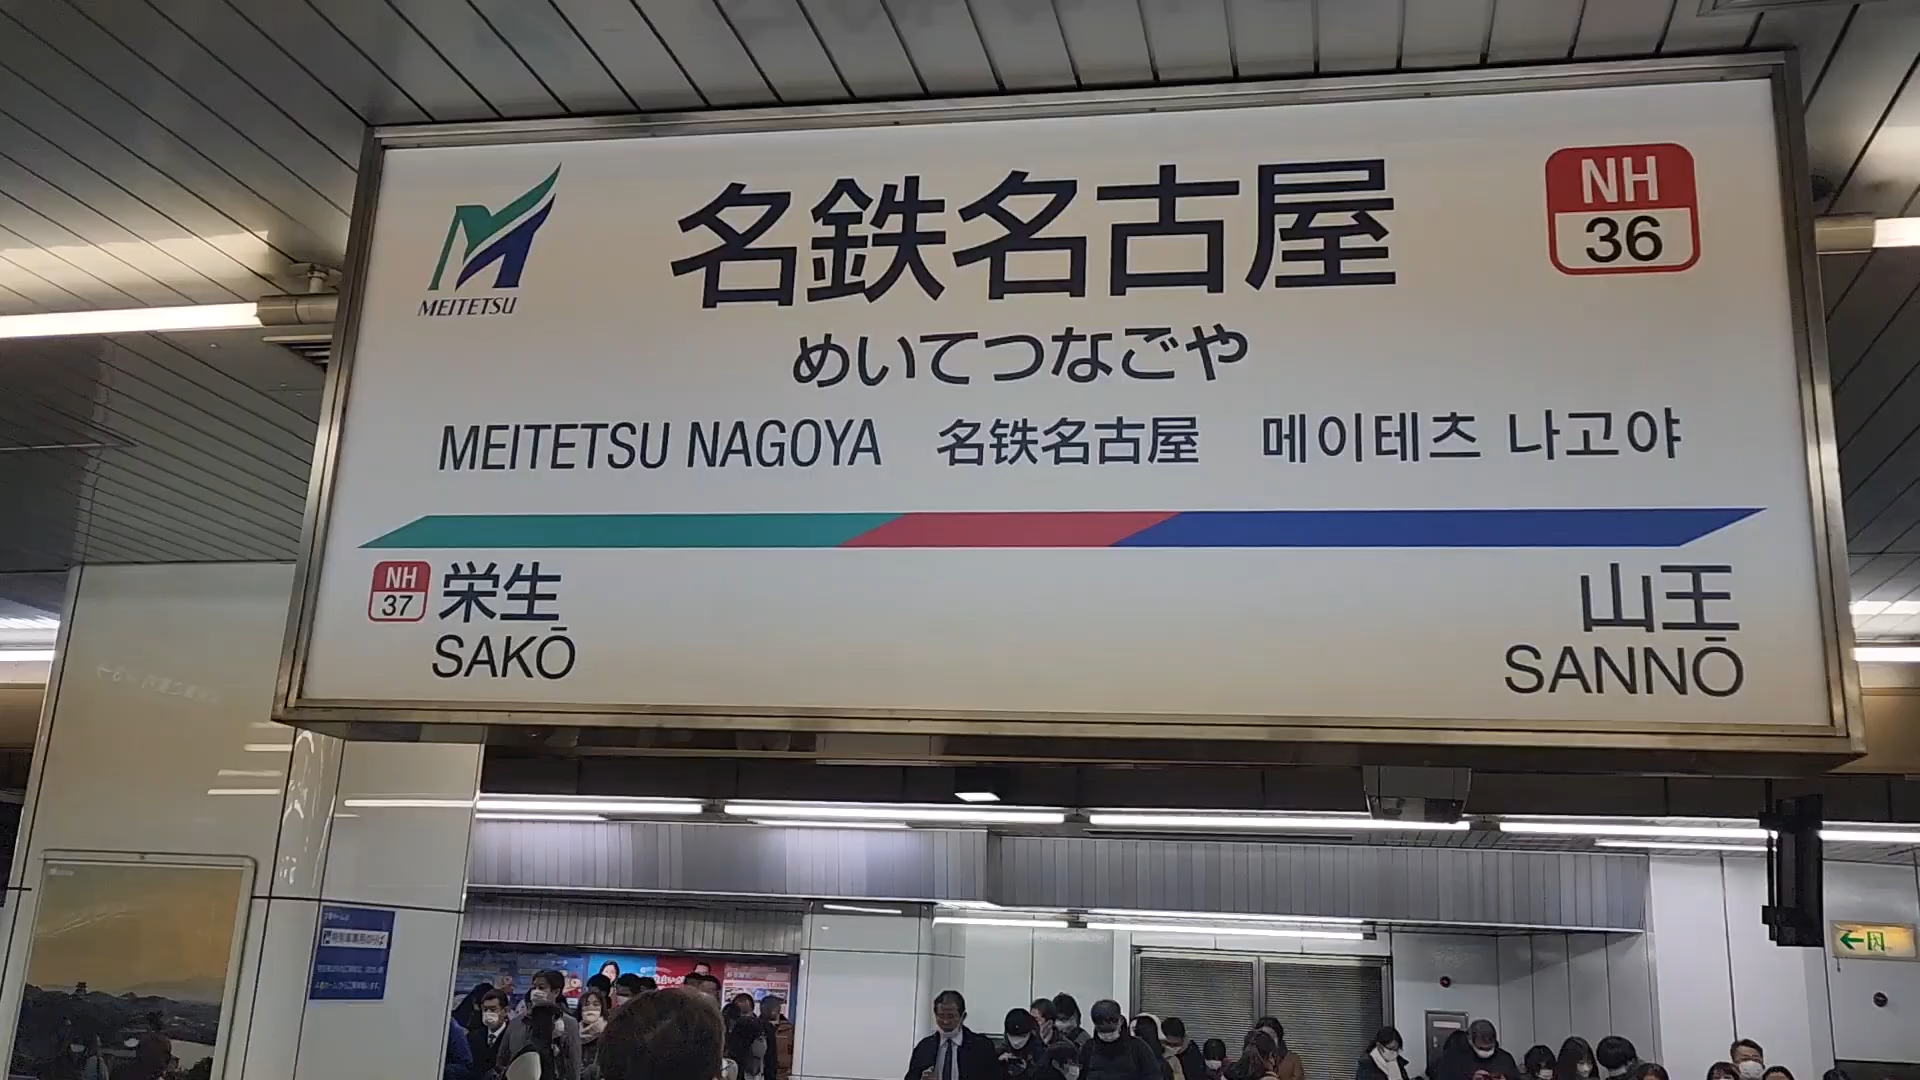 MEITETSU
名鉄名古屋
NH
36
めいてつなごや
MEITETSU NAGOYA 名铁名古屋 메이테츠 나고야
NH
37
栄生
SAKŌ
山王
SANNŌ